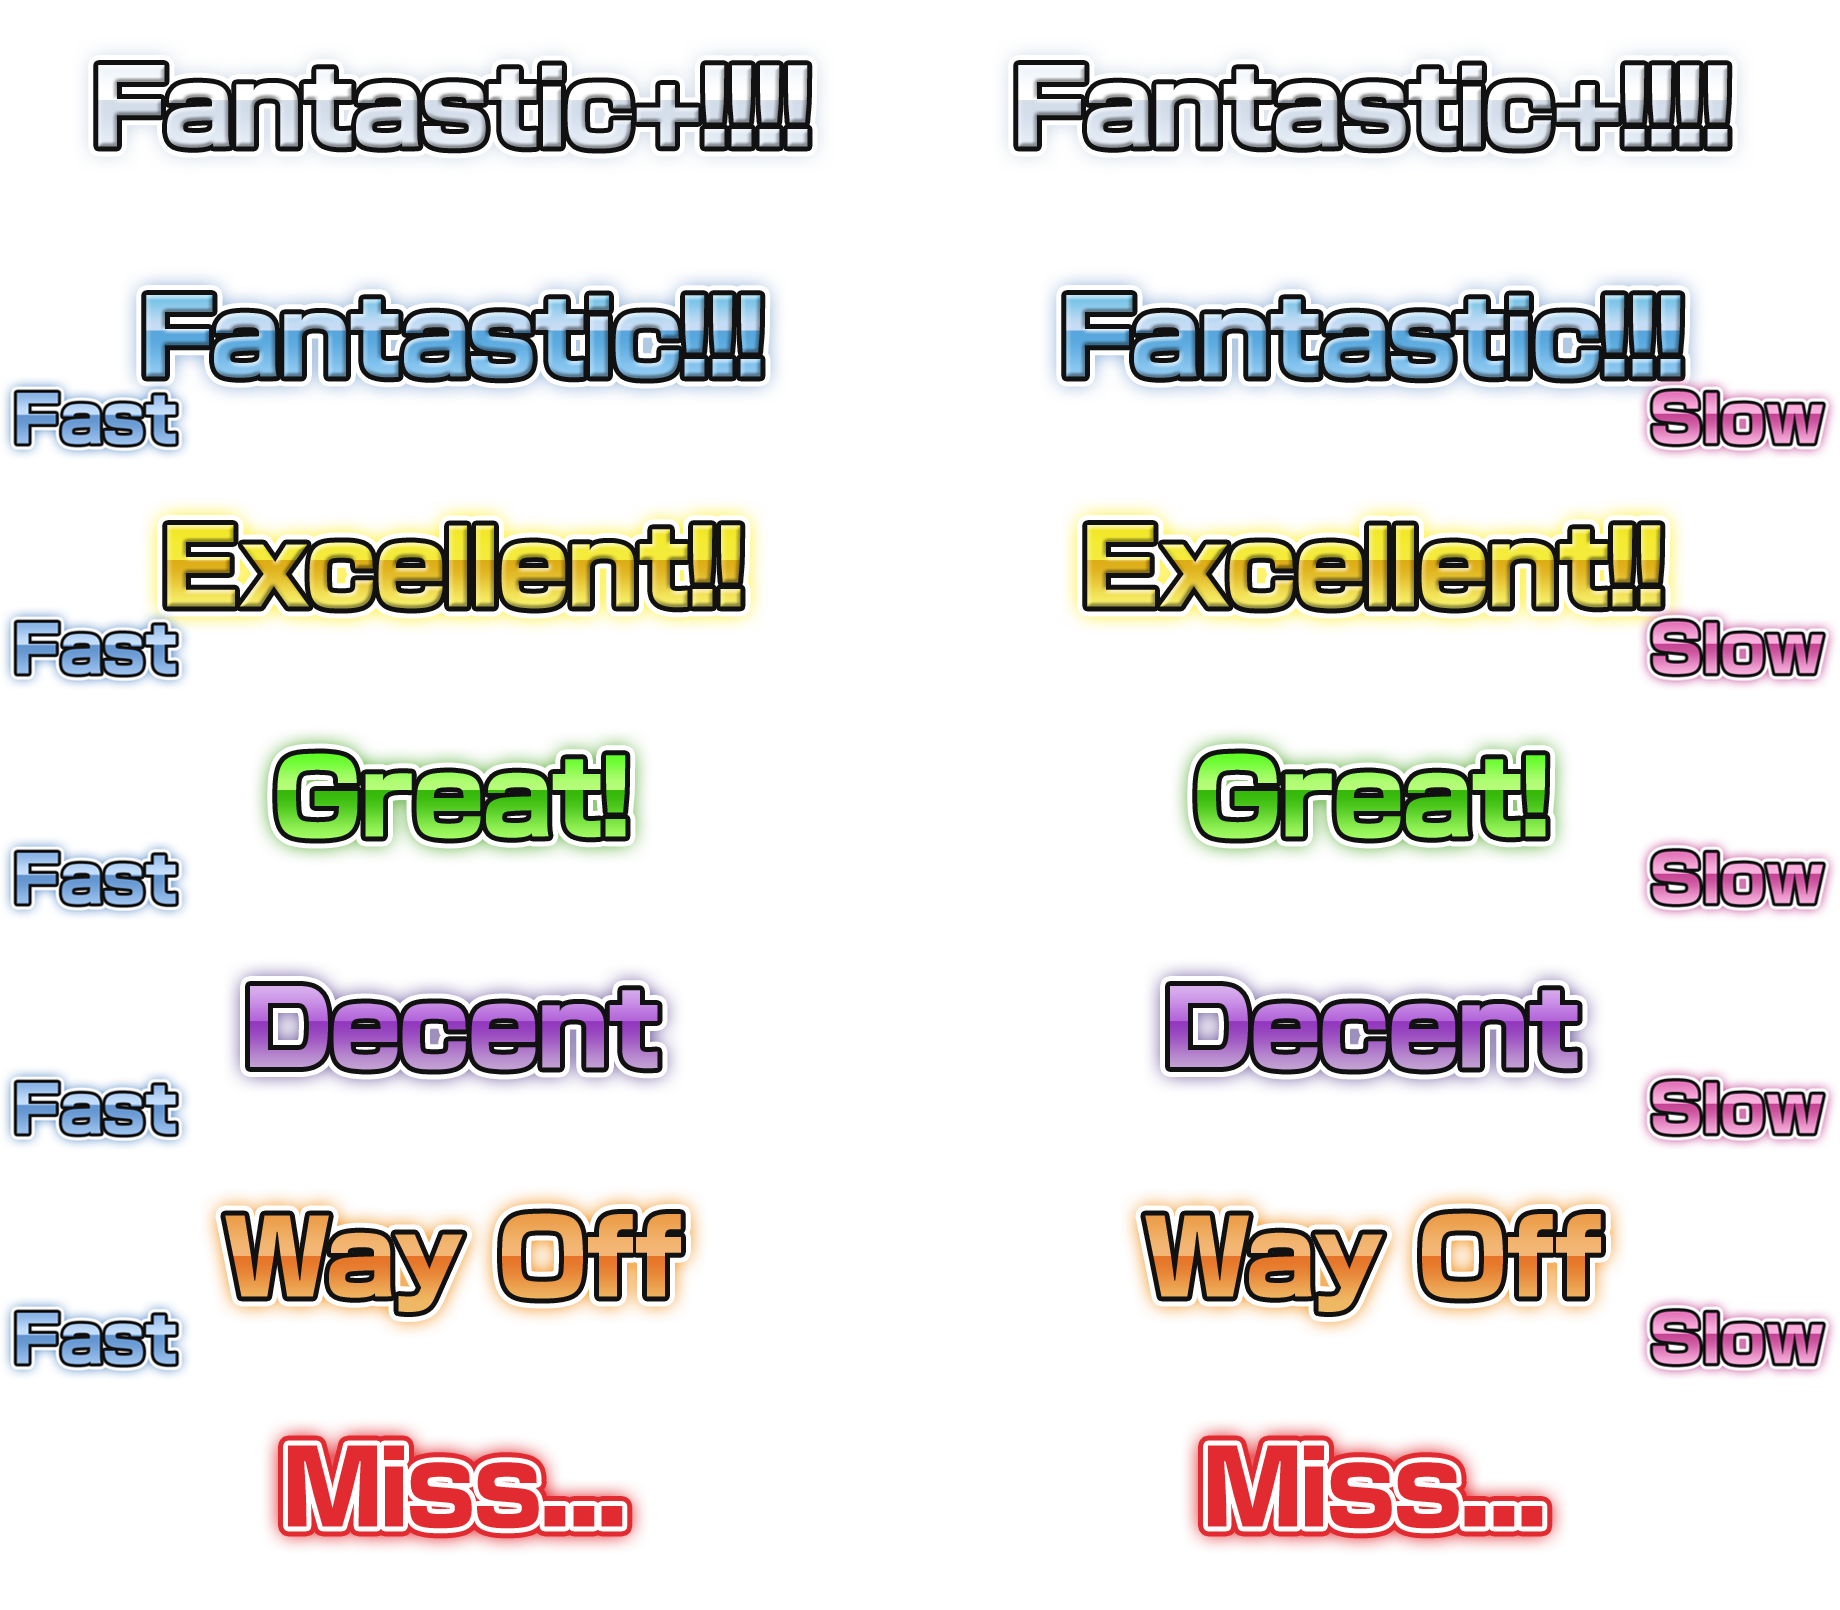 Fantastic+!!!! Fantastic+!!!!
Fantastic!!! Fantastic!!!
Fast Slow
Excellent!! Excellent!!
Fast Slow
Great! Great!
Fast Slow
Decent Decent
Fast Slow
Way Off Way Off
Fast Slow
Miss... Miss...